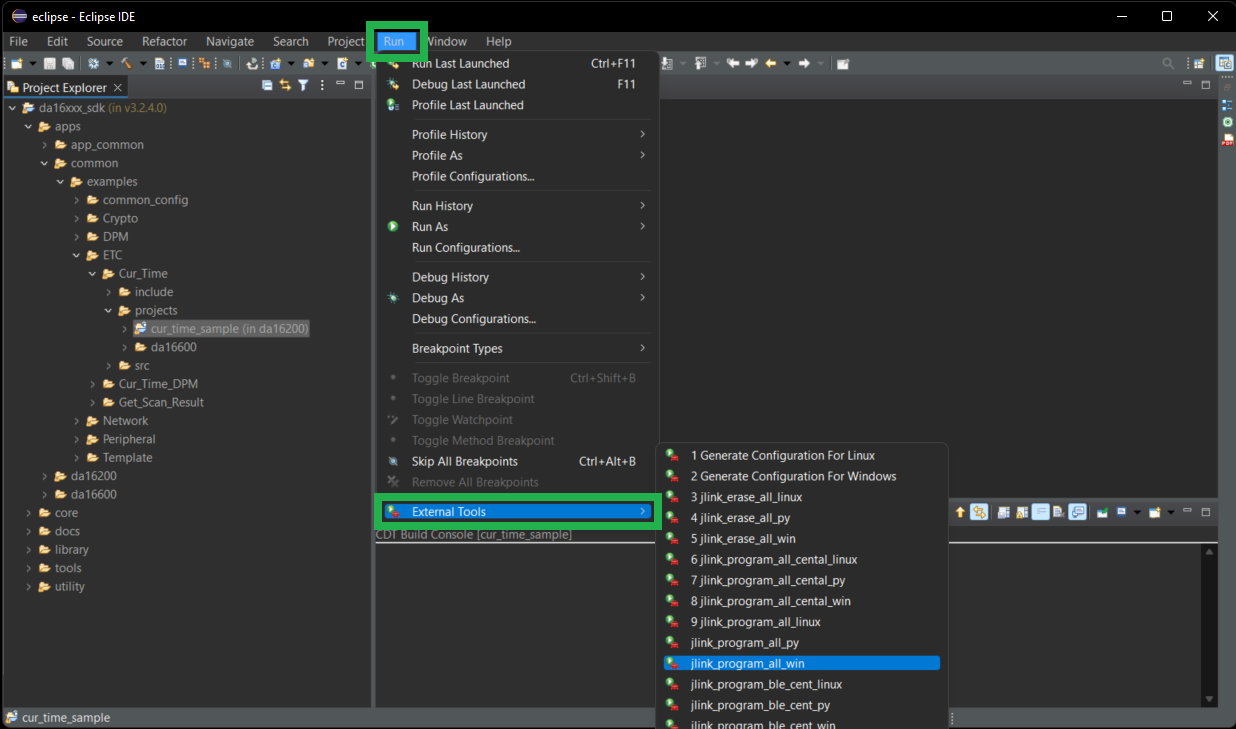 eclipse - Eclipse IDE
File Edit Source Refactor Navigate Search Project Run Window Help
Project Explorer
da16xxx_sdk (in v3.2.4.0)
apps
app_common
common
examples
common_config
Crypto
DPM
ETC
Cur_Time
include
projects
cur_time_sample (in da16200)
da16600
src
Cur_Time_DPM
Get_Scan_Result
Network
Peripheral
Template
da16200
da16600
core
docs
library
tools
utility
Run Last Launched Ctrl+F11
Debug Last Launched F11
Profile Last Launched
Profile History
Profile As
Profile Configurations...
Run History
Run As
Run Configurations...
Debug History
Debug As
Debug Configurations...
Breakpoint Types
Toggle Breakpoint Ctrl+Shift+B
Toggle Line Breakpoint
Toggle Watchpoint
Toggle Method Breakpoint
Skip All Breakpoints Ctrl+Alt+B
Remove All Breakpoints
External Tools
CDT Build Console [cur_time_sample]
1 Generate Configuration For Linux
2 Generate Configuration For Windows
3 jlink_erase_all_linux
4 jlink_erase_all_py
5 jlink_erase_all_win
6 jlink_program_all_cental_linux
7 jlink_program_all_cental_py
8 jlink_program_all_cental_win
9 jlink_program_all_linux
jlink_program_all_py
jlink_program_all_win
jlink_program_ble_cent_linux
jlink_program_ble_cent_py
jlink_program_ble_cent_win
cur_time_sample